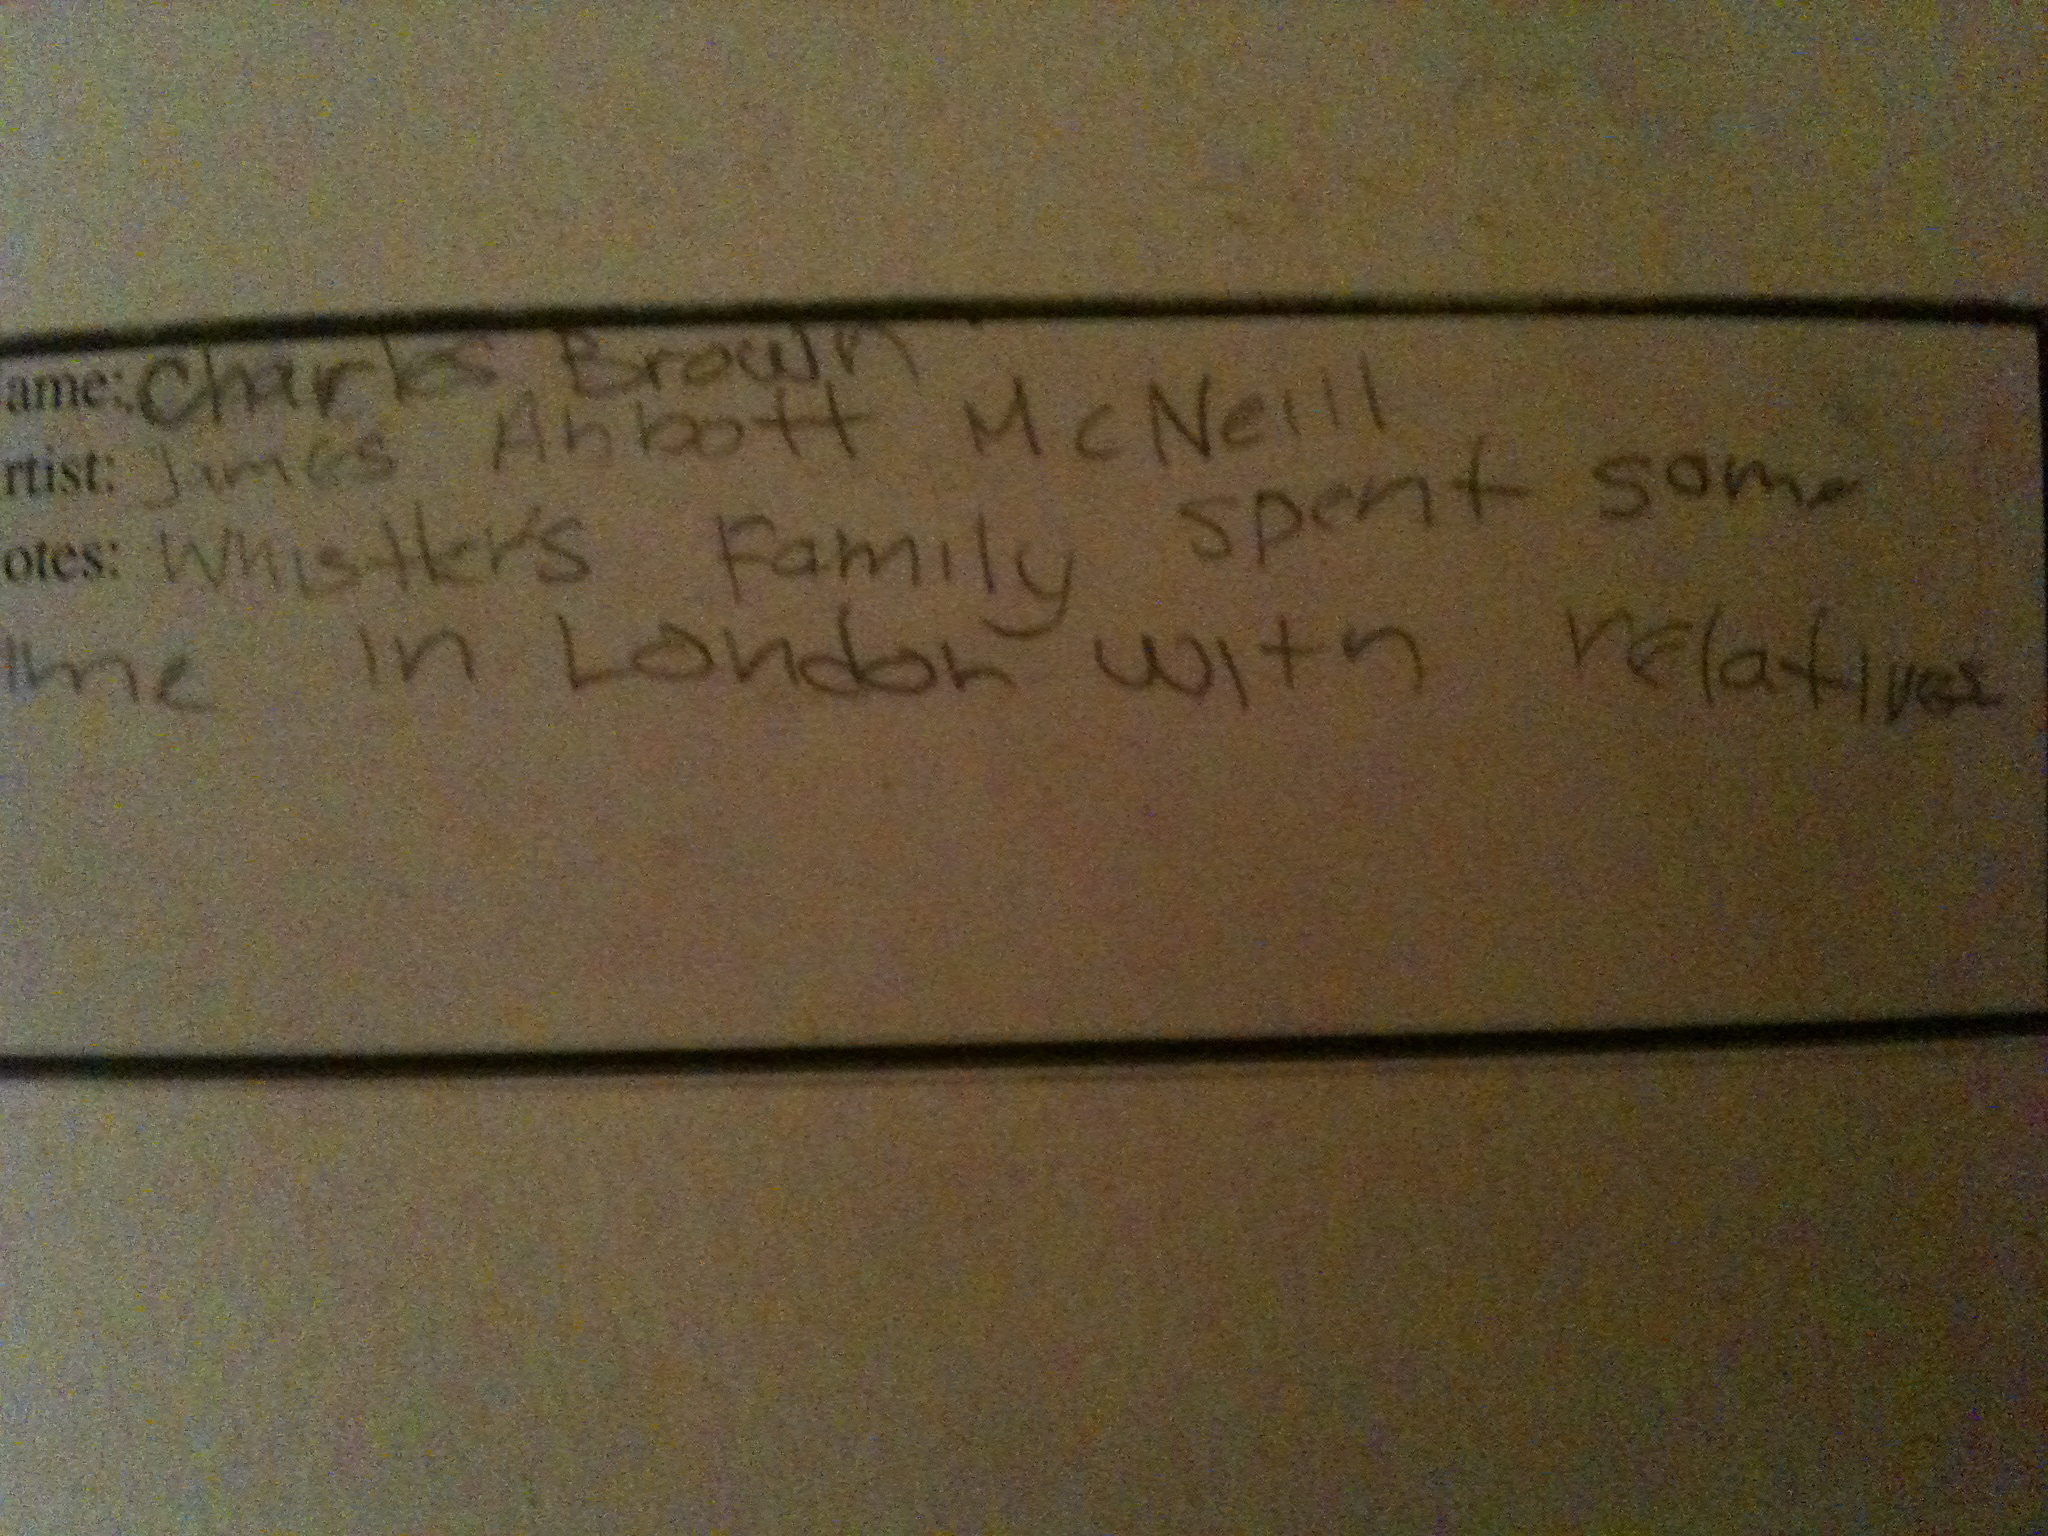 ame: Charles Brown
rtist: James Abbott McNeill
otes: Whistler's Family spent some
time in London with relatives